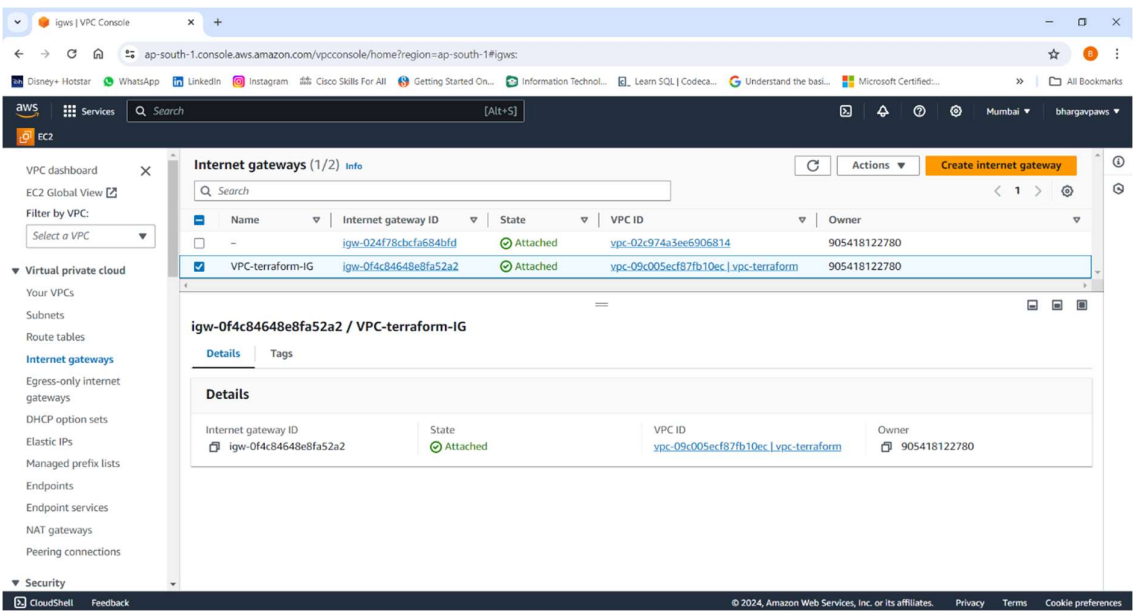 igws | VPC Console
ap-south-1.console.aws.amazon.com/vpcconsole/home?region=ap-south-1#igws:
B
Disney+ Hotstar WhatsApp LinkedIn Instagram Cisco Skills For All Getting Started On... Information Technol... Learn SQL | Codeca... Understand the basi... Microsoft Certified:... » All Bookmarks
aws Services Search [Alt+S] Mumbai ▼ bhargavpaws ▼
EC2
VPC dashboard
EC2 Global View
Filter by VPC:
Select a VPC
Virtual private cloud
Your VPCs
Subnets
Route tables
Internet gateways
Egress-only internet
gateways
DHCP option sets
Elastic IPs
Managed prefix lists
Endpoints
Endpoint services
NAT gateways
Peering connections
Security
Internet gateways (1/2) Info
Actions ▼ Create internet gateway
Search
< 1 >
Name Internet gateway ID State VPC ID Owner
– igw-024f78cbcfa684bfd Attached vpc-02c974a3ee6906814 905418122780
VPC-terraform-IG igw-0f4c84648e8fa52a2 Attached vpc-09c005ecf87fb10ec | vpc-terraform 905418122780
igw-0f4c84648e8fa52a2 / VPC-terraform-IG
Details Tags
Details
Internet gateway ID State VPC ID Owner
igw-0f4c84648e8fa52a2 Attached vpc-09c005ecf87fb10ec | vpc-terraform 905418122780
CloudShell Feedback © 2024, Amazon Web Services, Inc. or its affiliates. Privacy Terms Cookie preferences